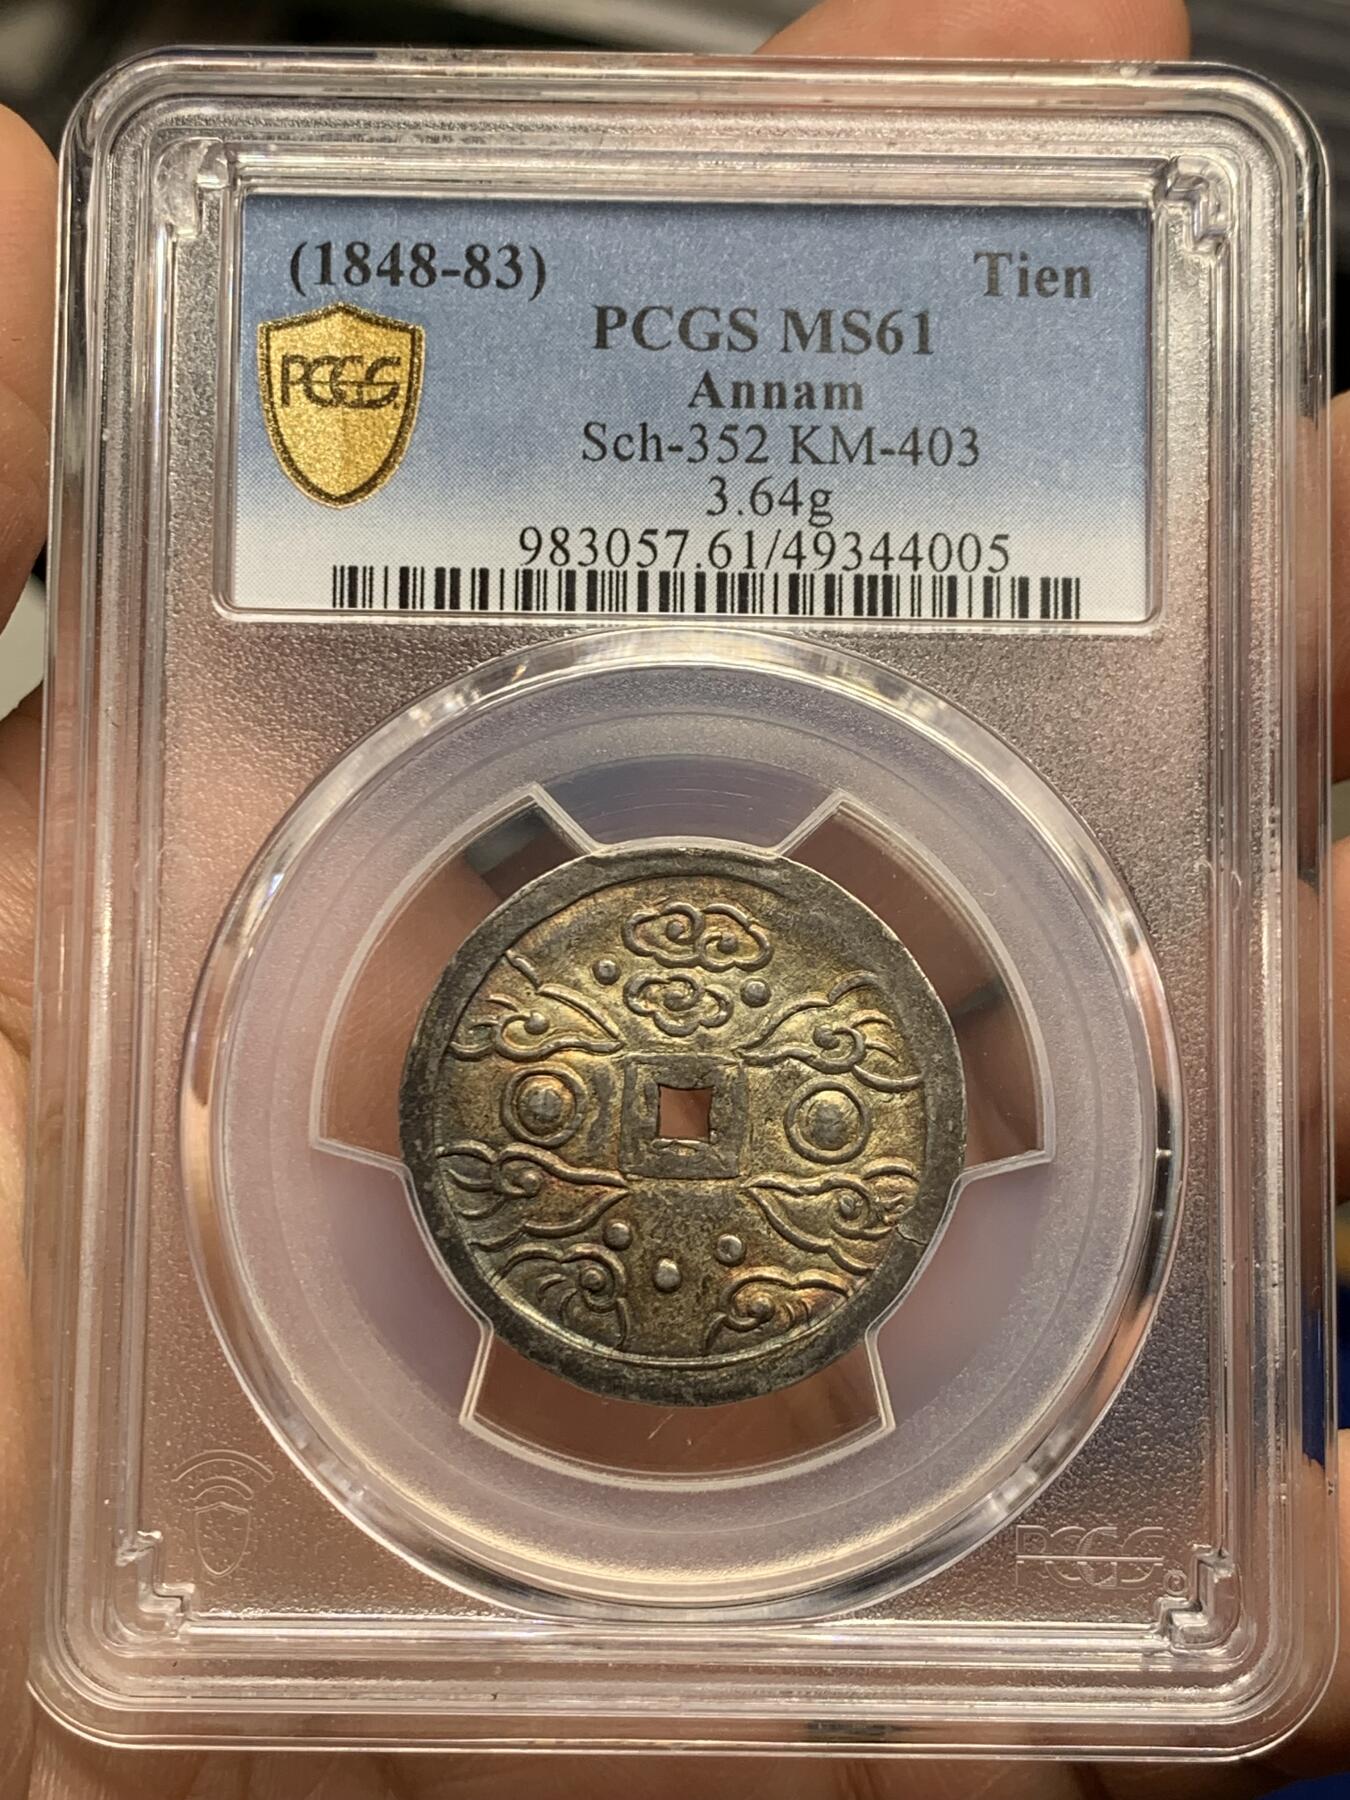 (1848-83) Tien
PCGS MS61
PCGS
Annam
Sch-352 KM-403
3.64g
983057.61/49344005
PCGS